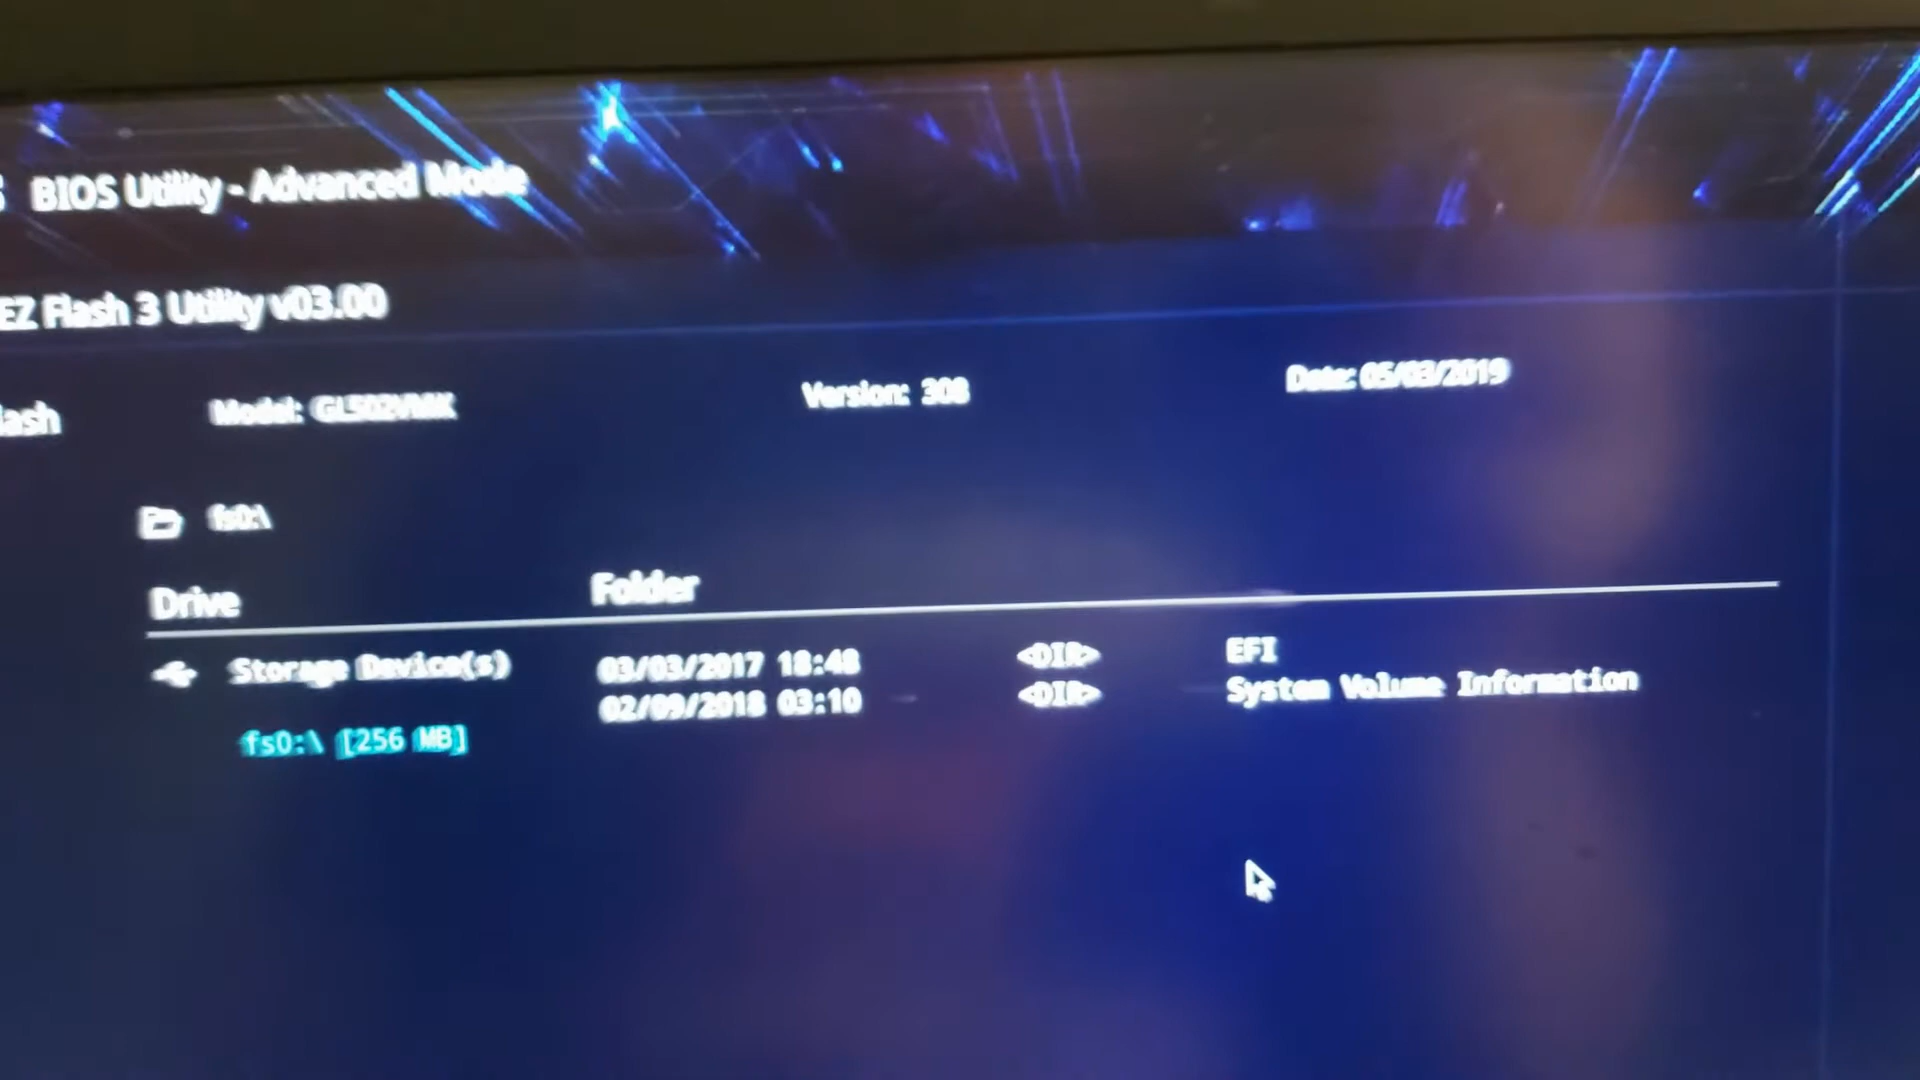 BIOS Utility - Advanced Mode
EZ Flash 3 Utility v03.00
lash
Model: GL502VMK
Version: 308
Date: 05/03/2019
fs0:\
Drive
Folder
Storage Device(s)
03/03/2017 18:48 <DIR> EFI
02/09/2018 03:10 <DIR> System Volume Information
fs0:\ [256 MB]